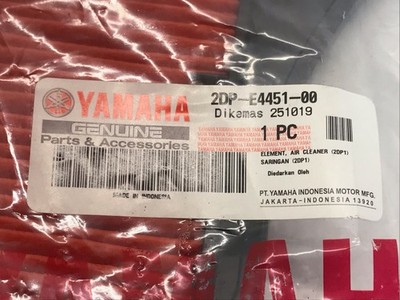 YAMAHA
GENUINE
Parts & Accessories
2DP-E4451-00
Dikemas 251019
1 PC
ELEMENT, AIR CLEANER (2DP1)
SARINGAN (2DP1)
Diedarkan Oleh
MADE IN INDONESIA
PT. YAMAHA INDONESIA MOTOR MFG.
JAKARTA-INDONESIA 13920